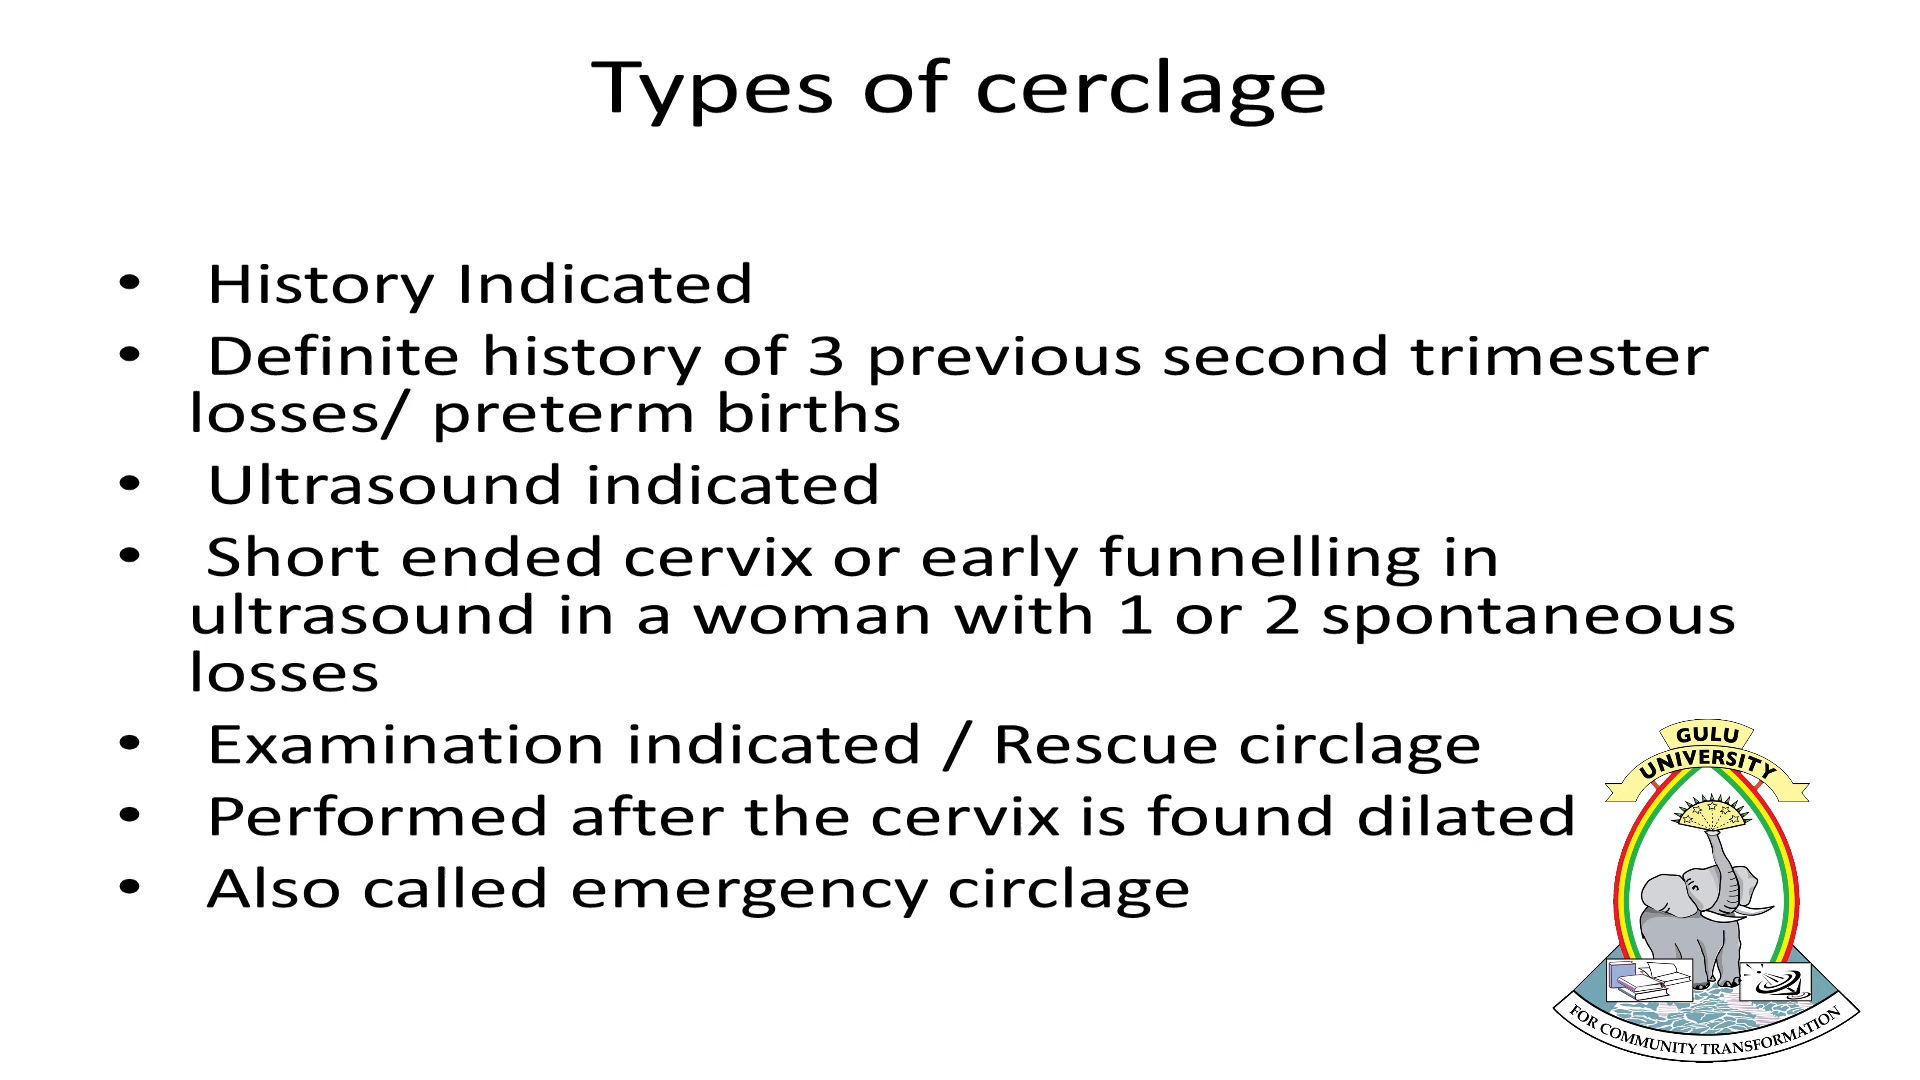 Types of cerclage
• History Indicated
• Definite history of 3 previous second trimester
losses/ preterm births
• Ultrasound indicated
• Short ended cervix or early funnelling in
ultrasound in a woman with 1 or 2 spontaneous
losses
• Examination indicated / Rescue circlage
• Performed after the cervix is found dilated
• Also called emergency circlage
GULU
UNIVERSITY
FOR COMMUNITY TRANSFORMATION